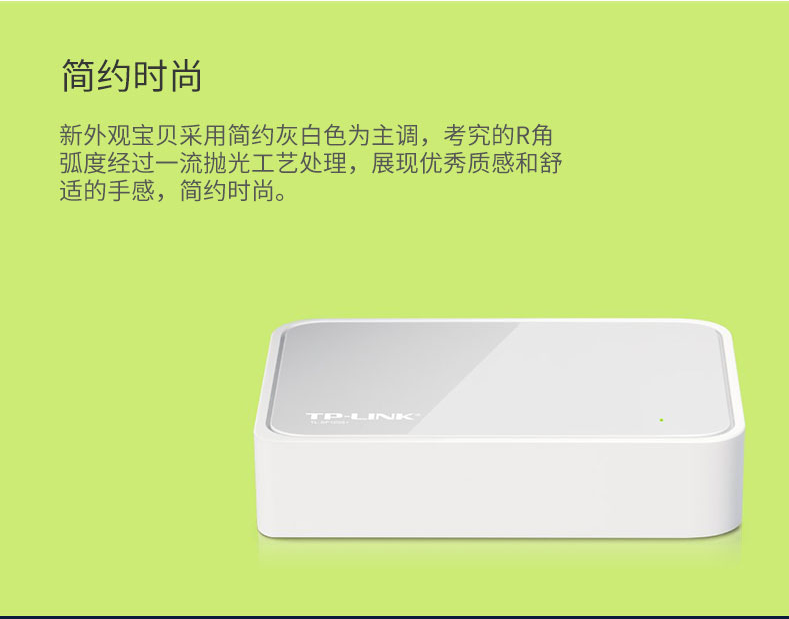 简约时尚
新外观宝贝采用简约灰白色为主调，考究的R角
弧度经过一流抛光工艺处理，展现优秀质感和舒
适的手感，简约时尚。
TP-LINK